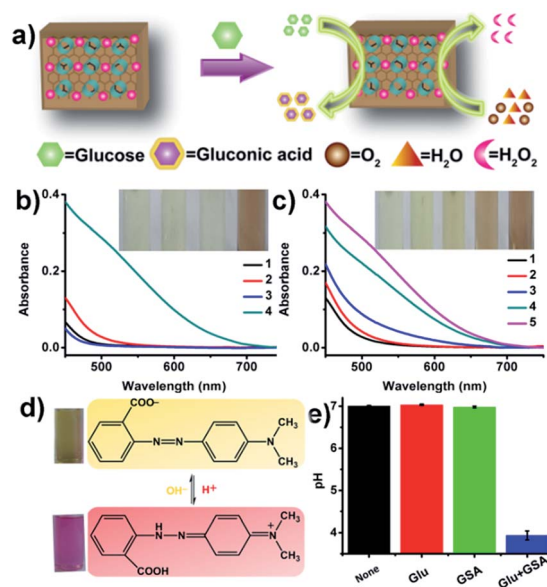 a)
=Glucose =Gluconic acid =O₂ =H₂O =H₂O₂
b)
0.4
0.2
0.0
Absorbance
500 600 700
Wavelength (nm)
1
2
3
4
c)
0.4
0.2
0.0
Absorbance
500 600 700
Wavelength (nm)
1
2
3
4
5
d)
COO⁻
N=N
N
CH₃
CH₃
OH⁻ H⁺
H
N-N
N
+
CH₃
CH₃
COOH
e)
7
6
5
4
pH
None Glu GSA Glu+GSA